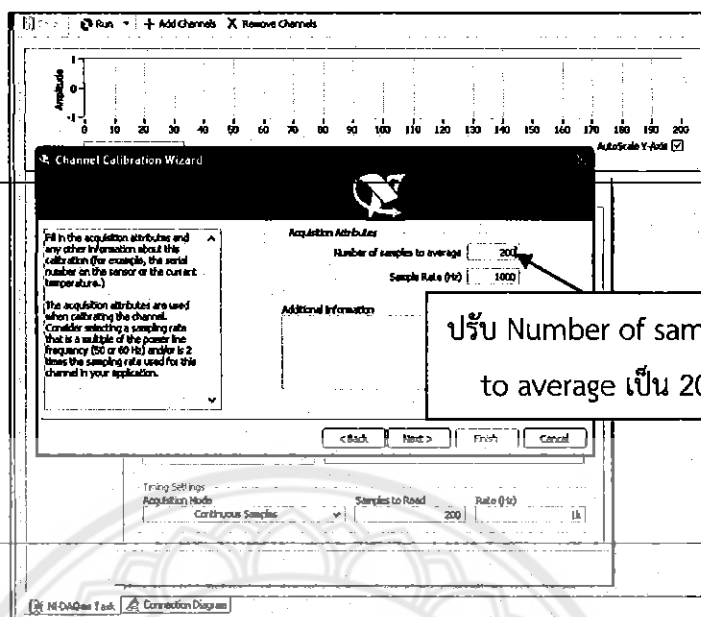 Run + Add Channels X Remove Channels
1
0
-1
Amplitude
0 10 20 30 40 50 60 70 80 90 100 110 120 130 140 150 160 170 180 190 200
AutoScale Y-Axis
Channel Calibration Wizard
Fill in the acquisition attributes and
any other information about this
calibration (for example, the serial
number on the sensor or the current
temperature.)
The acquisition attributes are used
when calibrating the channel.
Consider selecting a sampling rate
that is a multiple of the power line
frequency (50 or 60 Hz) and/or is 2
times the sampling rate used for this
channel in your application.
Acquisition Attributes
Number of samples to average 200
Sample Rate (Hz) 1000
Additional Information
ปรับ Number of sam
to average เป็น 20
< Back Next > Finish Cancel
Timing Settings
Acquisition Mode Samples to Read Rate (Hz)
Continuous Samples 200 1k
NI-DAQmx Task Connection Diagram